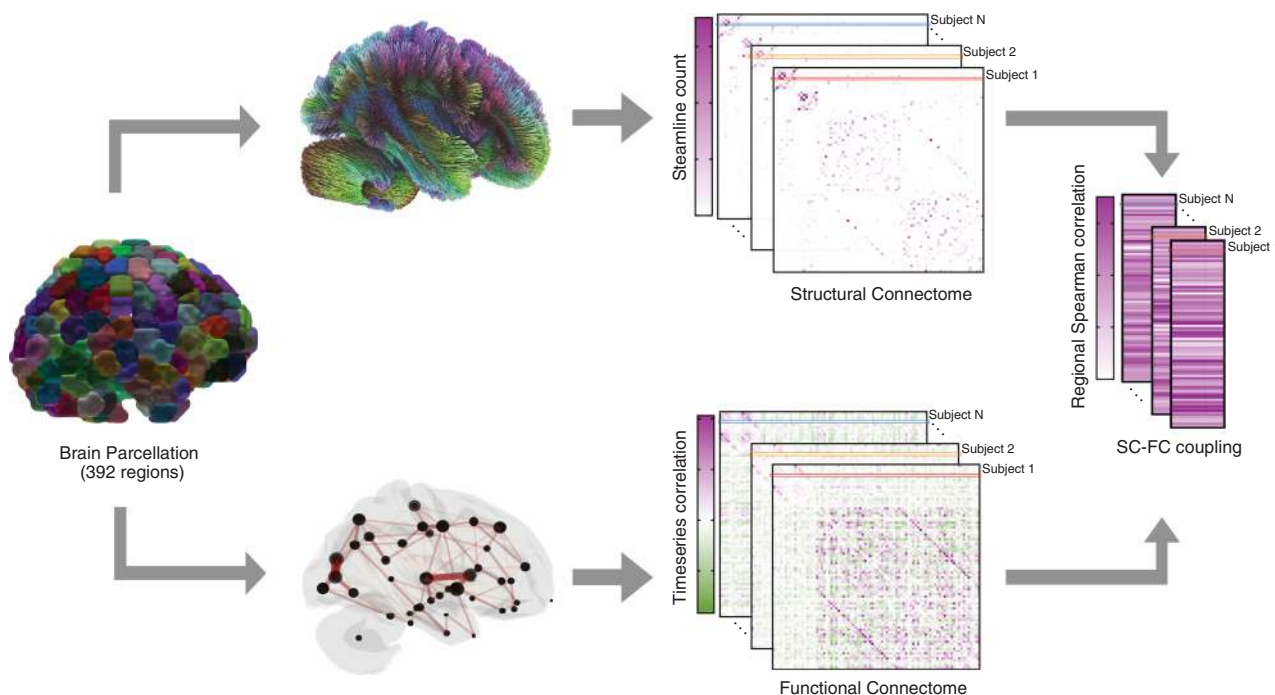 Subject N
Subject 2
Subject 1
Steamline count
Structural Connectome
Brain Parcellation
(392 regions)
Subject N
Subject 2
Subject 1
Timeseries correlation
Functional Connectome
Subject N
Subject 2
Subject
Regional Spearman correlation
SC-FC coupling